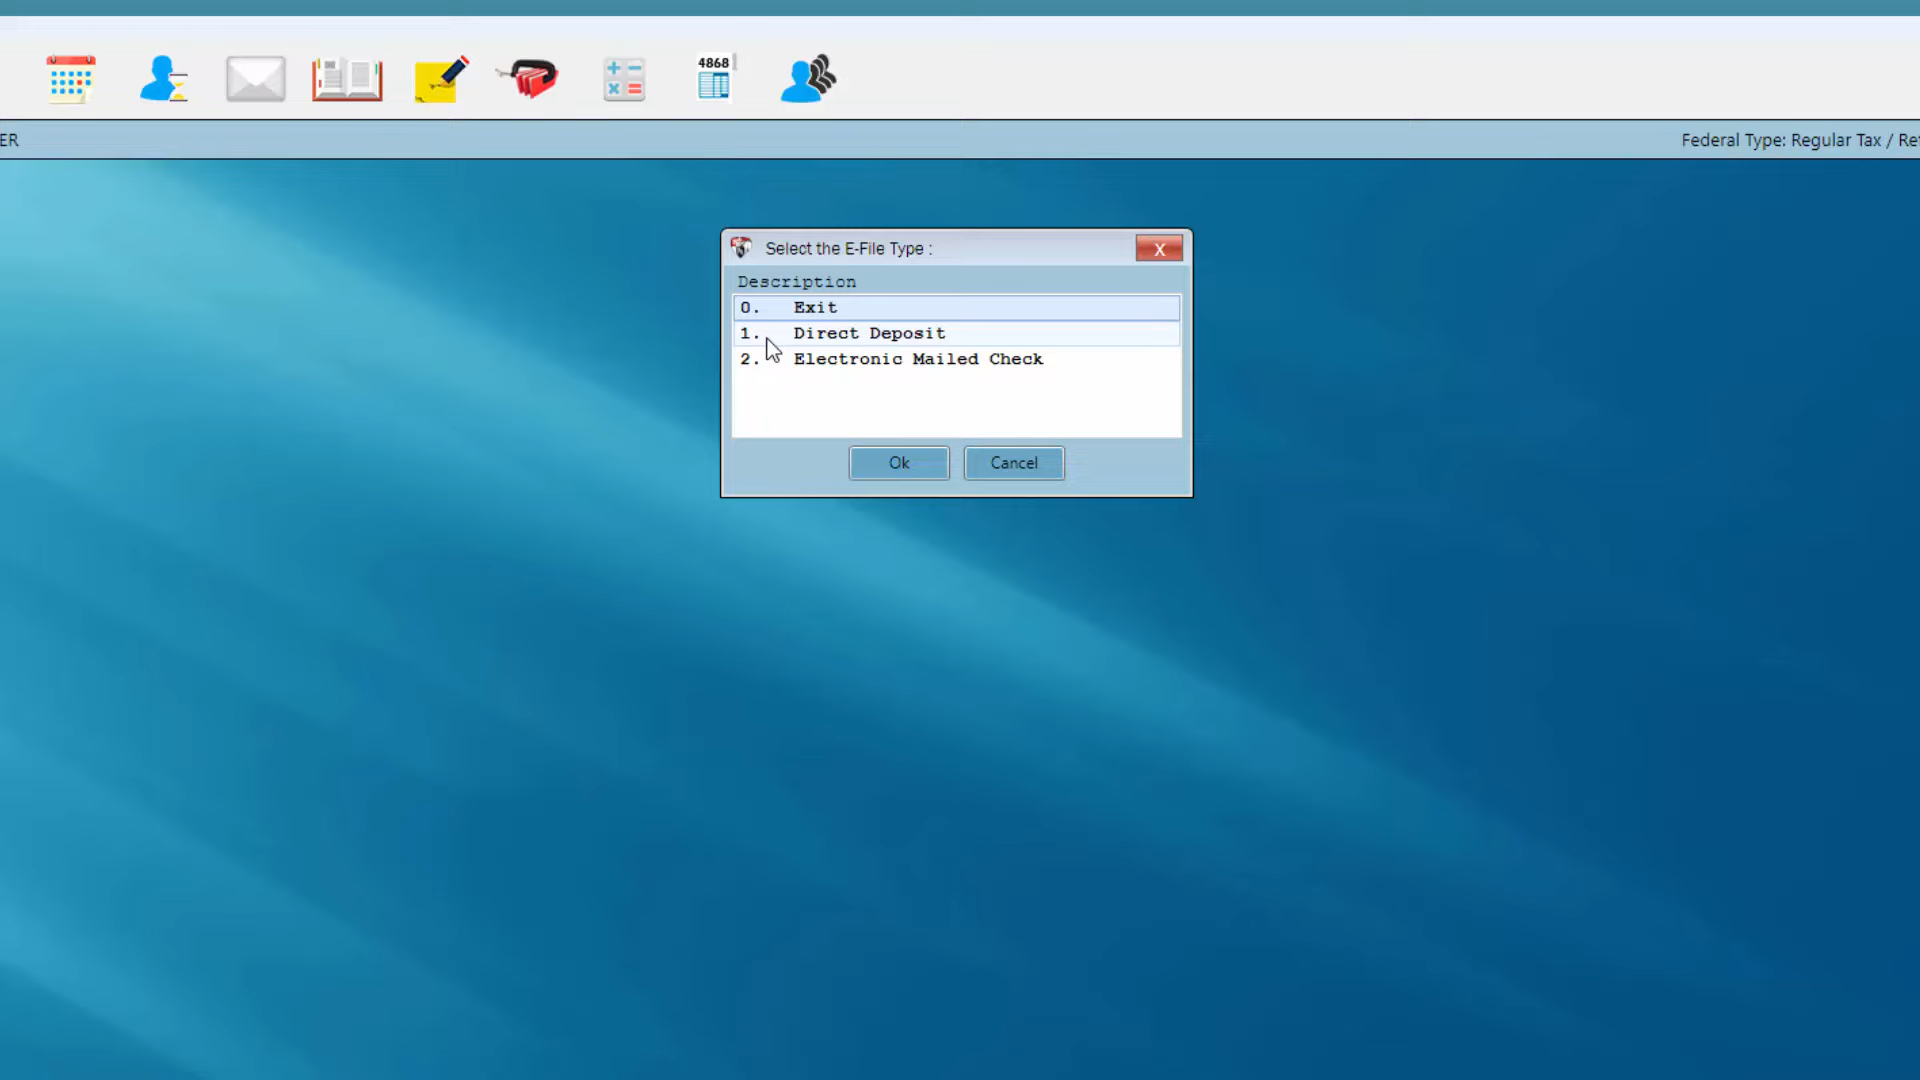 4868
ER
Federal Type: Regular Tax / Ref
Select the E-File Type :
X
Description
0. Exit
1. Direct Deposit
2. Electronic Mailed Check
Ok
Cancel